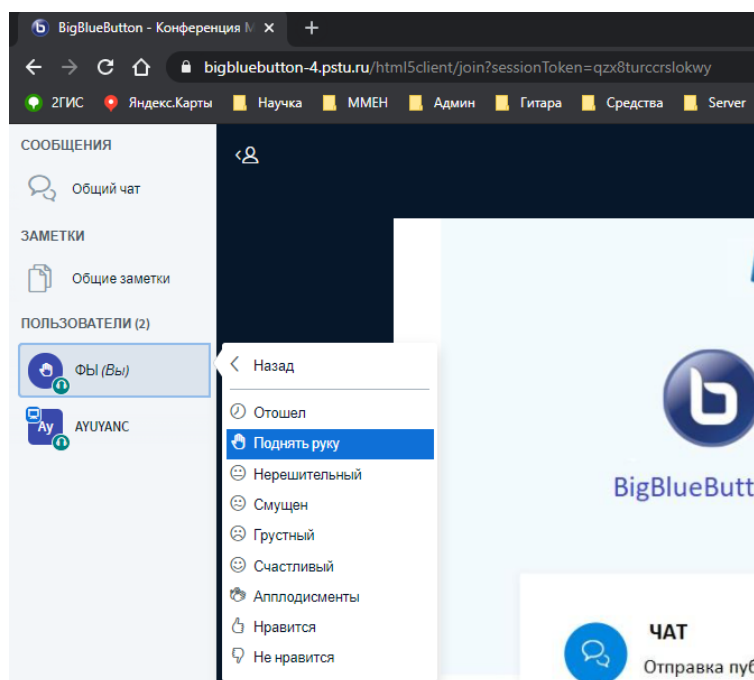 BigBlueButton - Конференция М
bigbluebutton-4.pstu.ru/html5client/join?sessionToken=qzx8turccrslokwy
2ГИС Яндекс.Карты Научка ММЕН Админ Гитара Средства Server
СООБЩЕНИЯ
Общий чат
ЗАМЕТКИ
Общие заметки
ПОЛЬЗОВАТЕЛИ (2)
ФЫ (Вы)
Ay AYUYANC
Назад
Отошел
Поднять руку
Нерешительный
Смущен
Грустный
Счастливый
Апплодисменты
Нравится
Не нравится
b
BigBlueButt
ЧАТ
Отправка пуб